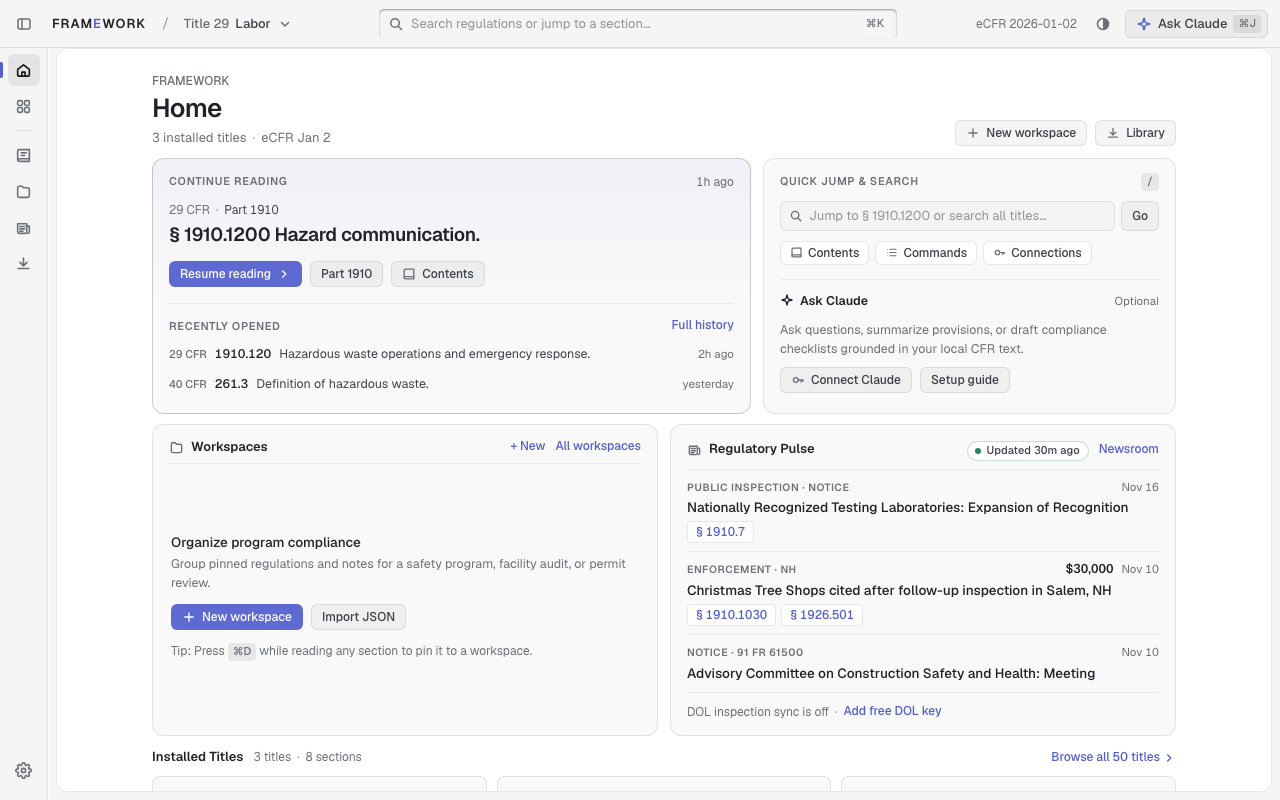 FRAMEWORK / Title 29 Labor
Search regulations or jump to a section… ⌘K
eCFR 2026-01-02
Ask Claude ⌘J
FRAMEWORK
Home
3 installed titles · eCFR Jan 2
New workspace
Library
CONTINUE READING 1h ago
29 CFR · Part 1910
§ 1910.1200 Hazard communication.
Resume reading
Part 1910
Contents
RECENTLY OPENED Full history
29 CFR 1910.120 Hazardous waste operations and emergency response. 2h ago
40 CFR 261.3 Definition of hazardous waste. yesterday
QUICK JUMP & SEARCH /
Jump to § 1910.1200 or search all titles… Go
Contents
Commands
Connections
Ask Claude Optional
Ask questions, summarize provisions, or draft compliance
checklists grounded in your local CFR text.
Connect Claude
Setup guide
Workspaces + New All workspaces
Organize program compliance
Group pinned regulations and notes for a safety program, facility audit, or permit
review.
New workspace
Import JSON
Tip: Press ⌘D while reading any section to pin it to a workspace.
Regulatory Pulse Updated 30m ago Newsroom
PUBLIC INSPECTION · NOTICE Nov 16
Nationally Recognized Testing Laboratories: Expansion of Recognition
§ 1910.7
ENFORCEMENT · NH $30,000 Nov 10
Christmas Tree Shops cited after follow-up inspection in Salem, NH
§ 1910.1030 § 1926.501
NOTICE · 91 FR 61500 Nov 10
Advisory Committee on Construction Safety and Health: Meeting
DOL inspection sync is off · Add free DOL key
Installed Titles 3 titles · 8 sections Browse all 50 titles